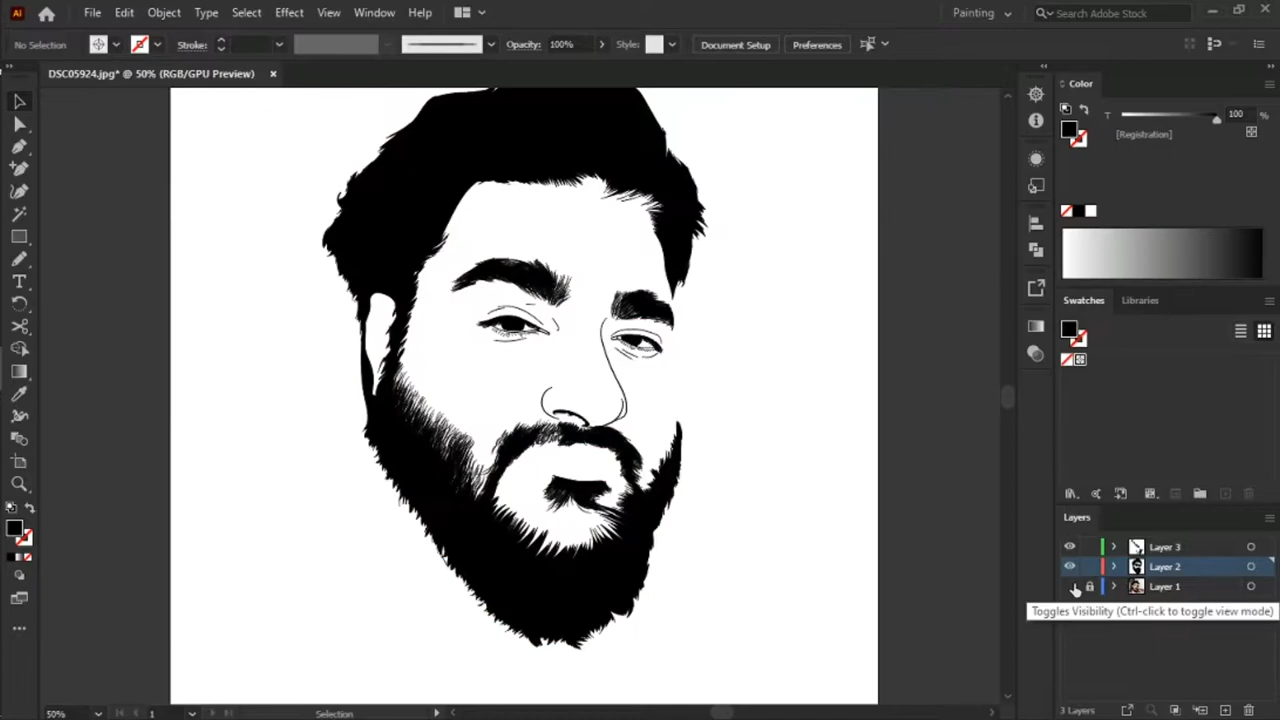 Ai File Edit Object Type Select Effect View Window Help Painting Search Adobe Stock
No Selection Stroke: Opacity: 100% Style: Document Setup Preferences
DSC05924.jpg* @ 50% (RGB/GPU Preview)
Color
T 100 %
[Registration]
Swatches Libraries
Layers
Layer 3
Layer 2
Layer 1
Toggles Visibility (Ctrl-click to toggle view mode)
3 Layers
50% 1 Selection